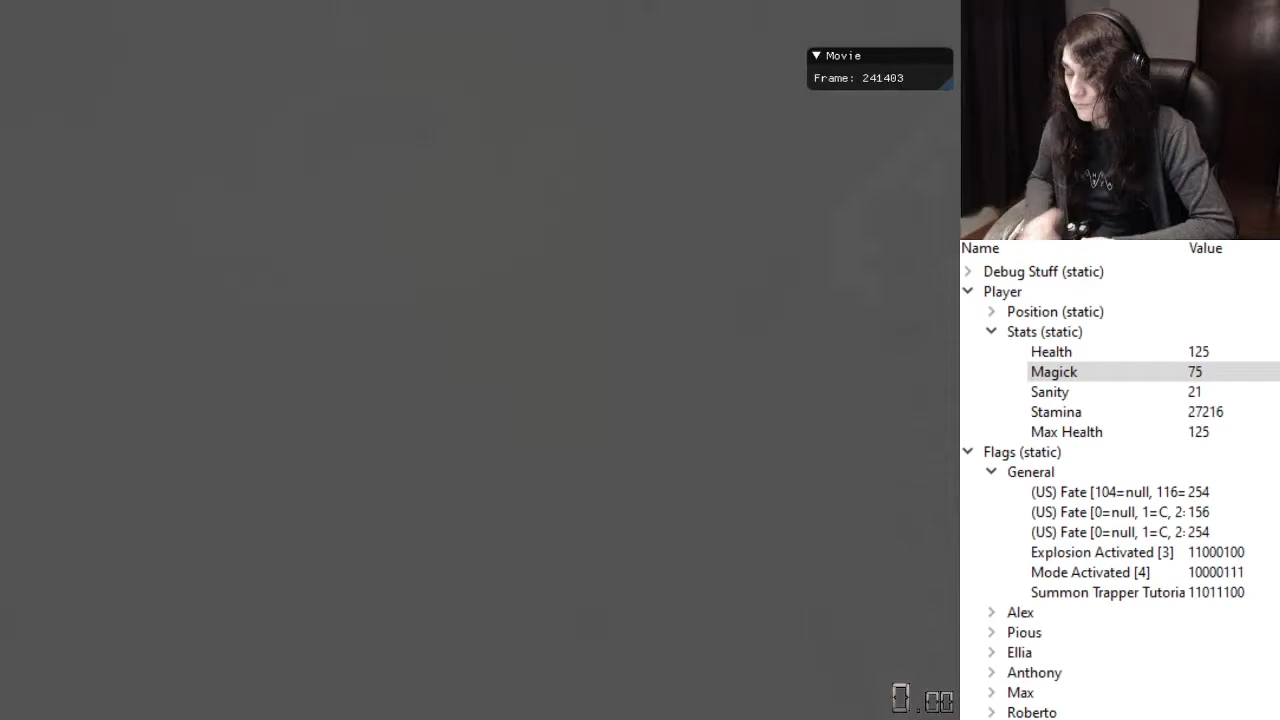 Movie
Frame: 241403
Name Value
Debug Stuff (static)
Player
Position (static)
Stats (static)
Health 125
Magick 75
Sanity 21
Stamina 27216
Max Health 125
Flags (static)
General
(US) Fate [104=null, 116= 254
(US) Fate [0=null, 1=C, 2: 156
(US) Fate [0=null, 1=C, 2: 254
Explosion Activated [3] 11000100
Mode Activated [4] 10000111
Summon Trapper Tutoria 11011100
Alex
Pious
Ellia
Anthony
Max
Roberto
0.00